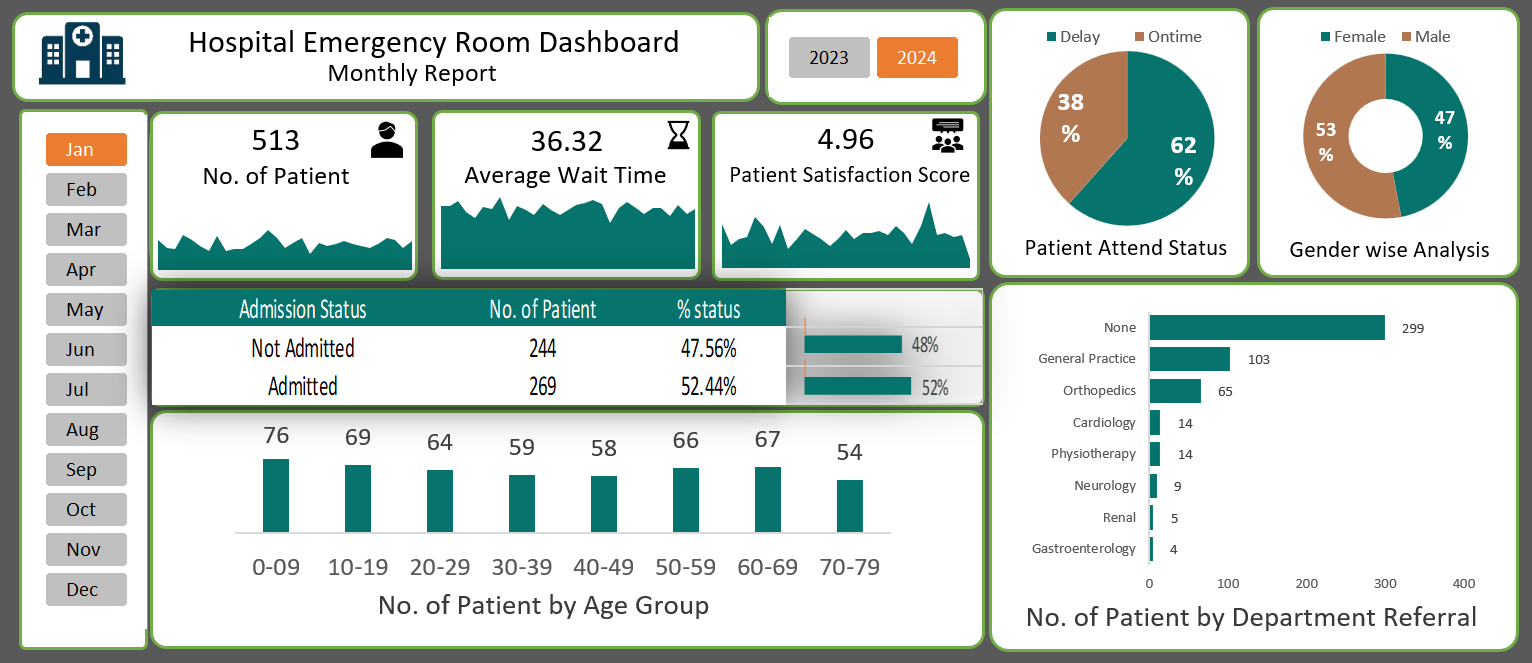 Hospital Emergency Room Dashboard
Monthly Report
2023 2024
Jan
Feb
Mar
Apr
May
Jun
Jul
Aug
Sep
Oct
Nov
Dec
513
No. of Patient
36.32
Average Wait Time
4.96
Patient Satisfaction Score
Delay Ontime
38
%
62
%
Patient Attend Status
Female Male
47
%
53
%
Gender wise Analysis
Admission Status No. of Patient % status
Not Admitted 244 47.56% 48%
Admitted 269 52.44% 52%
76 69 64 59 58 66 67 54
0-09 10-19 20-29 30-39 40-49 50-59 60-69 70-79
No. of Patient by Age Group
None 299
General Practice 103
Orthopedics 65
Cardiology 14
Physiotherapy 14
Neurology 9
Renal 5
Gastroenterology 4
0 100 200 300 400
No. of Patient by Department Referral